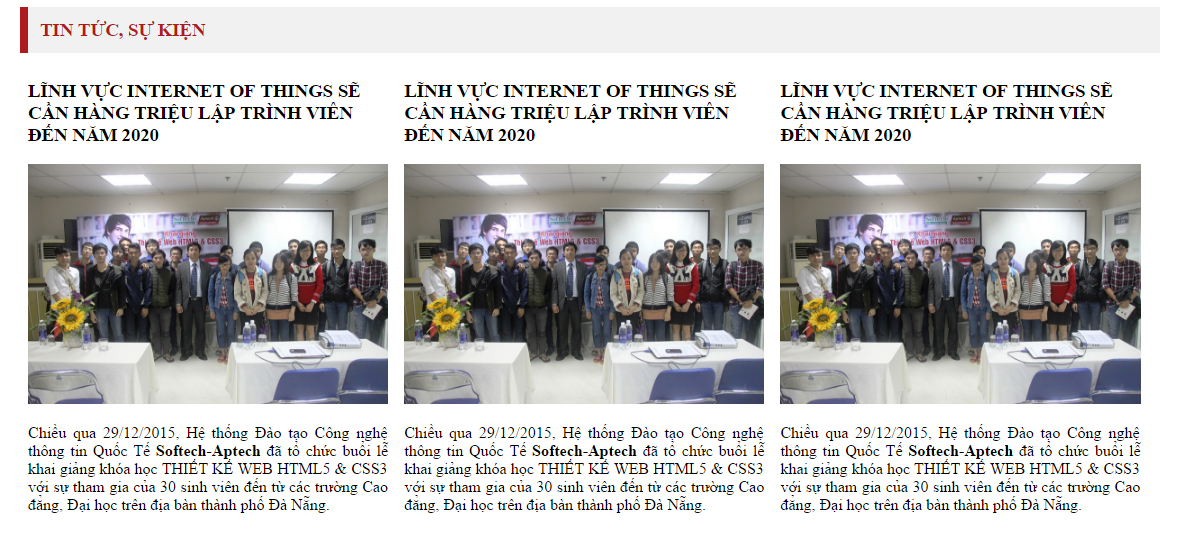 TIN TỨC, SỰ KIỆN
LĨNH VỰC INTERNET OF THINGS SẼ
CẦN HÀNG TRIỆU LẬP TRÌNH VIÊN
ĐẾN NĂM 2020
Chiều qua 29/12/2015, Hệ thống Đào tạo Công nghệ
thông tin Quốc Tế Softech-Aptech đã tổ chức buổi lễ
khai giảng khóa học THIẾT KẾ WEB HTML5 & CSS3
với sự tham gia của 30 sinh viên đến từ các trường Cao
đẳng, Đại học trên địa bàn thành phố Đà Nẵng.
LĨNH VỰC INTERNET OF THINGS SẼ
CẦN HÀNG TRIỆU LẬP TRÌNH VIÊN
ĐẾN NĂM 2020
Chiều qua 29/12/2015, Hệ thống Đào tạo Công nghệ
thông tin Quốc Tế Softech-Aptech đã tổ chức buổi lễ
khai giảng khóa học THIẾT KẾ WEB HTML5 & CSS3
với sự tham gia của 30 sinh viên đến từ các trường Cao
đẳng, Đại học trên địa bàn thành phố Đà Nẵng.
LĨNH VỰC INTERNET OF THINGS SẼ
CẦN HÀNG TRIỆU LẬP TRÌNH VIÊN
ĐẾN NĂM 2020
Chiều qua 29/12/2015, Hệ thống Đào tạo Công nghệ
thông tin Quốc Tế Softech-Aptech đã tổ chức buổi lễ
khai giảng khóa học THIẾT KẾ WEB HTML5 & CSS3
với sự tham gia của 30 sinh viên đến từ các trường Cao
đẳng, Đại học trên địa bàn thành phố Đà Nẵng.